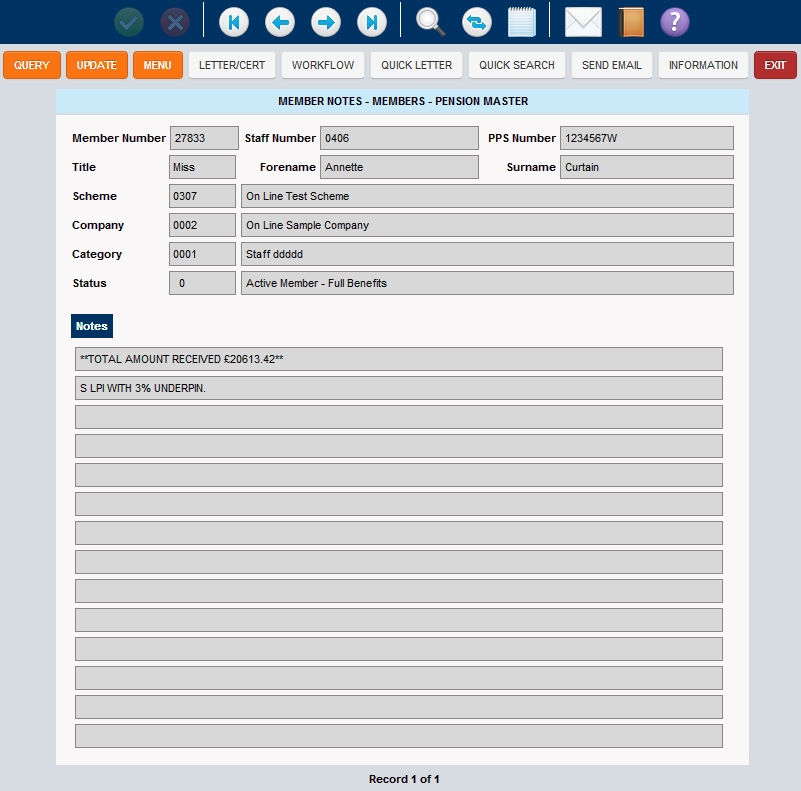 ?
QUERY UPDATE MENU LETTER/CERT WORKFLOW QUICK LETTER QUICK SEARCH SEND EMAIL INFORMATION EXIT
MEMBER NOTES - MEMBERS - PENSION MASTER
Member Number 27833 Staff Number 0406 PPS Number 1234567W
Title Miss Forename Annette Surname Curtain
Scheme 0307 On Line Test Scheme
Company 0002 On Line Sample Company
Category 0001 Staff ddddd
Status 0 Active Member - Full Benefits
Notes
**TOTAL AMOUNT RECEIVED £20613.42**
S LPI WITH 3% UNDERPIN.
Record 1 of 1